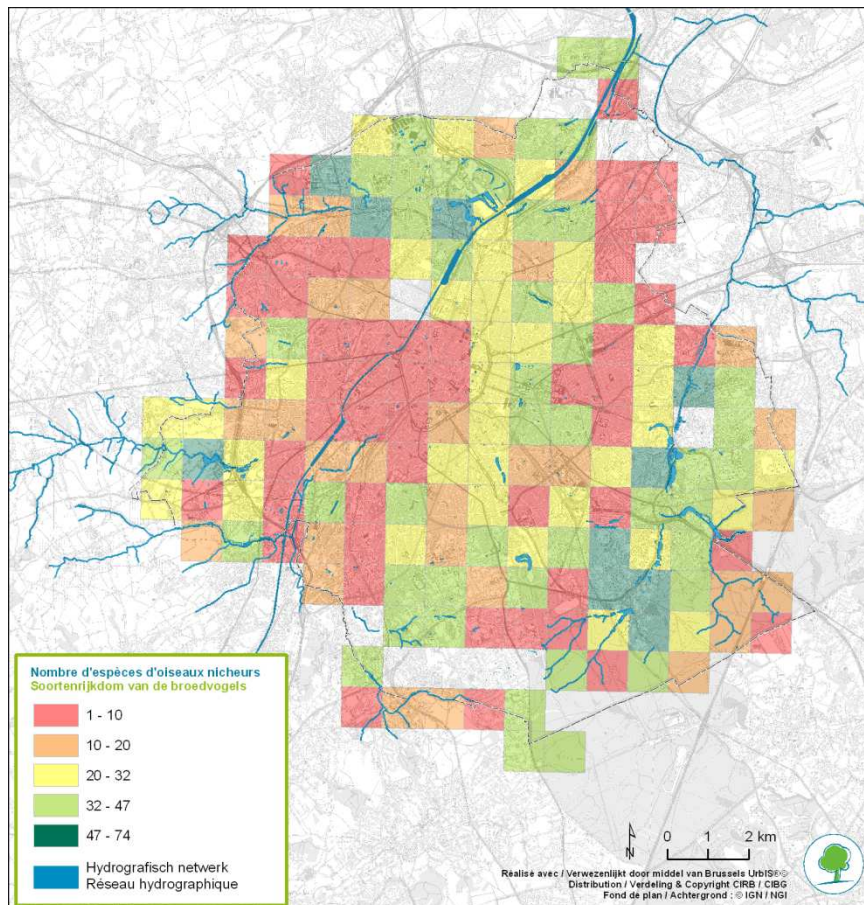 Nombre d'espèces d'oiseaux nicheurs
Soortenrijkdom van de broedvogels
1 - 10
10 - 20
20 - 32
32 - 47
47 - 74
Hydrografisch netwerk
Réseau hydrographique
N
0 1 2 km
Réalisé avec / Verwezenlijkt door middel van Brussels UrbIS®©
Distribution / Verdeling & Copyright CIRB / CIBG
Fond de plan / Achtergrond : © IGN / NGI